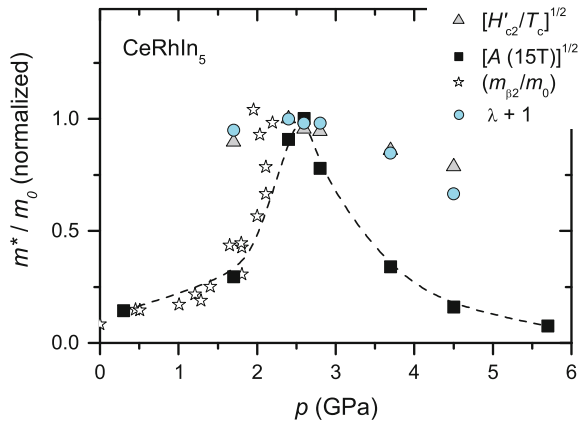 CeRhIn5
[H'c2/Tc]1/2
[A (15T)]1/2
(mβ2/m0)
λ + 1
m* / m0 (normalized)
1.0
0.5
0.0
0 1 2 3 4 5 6
p (GPa)